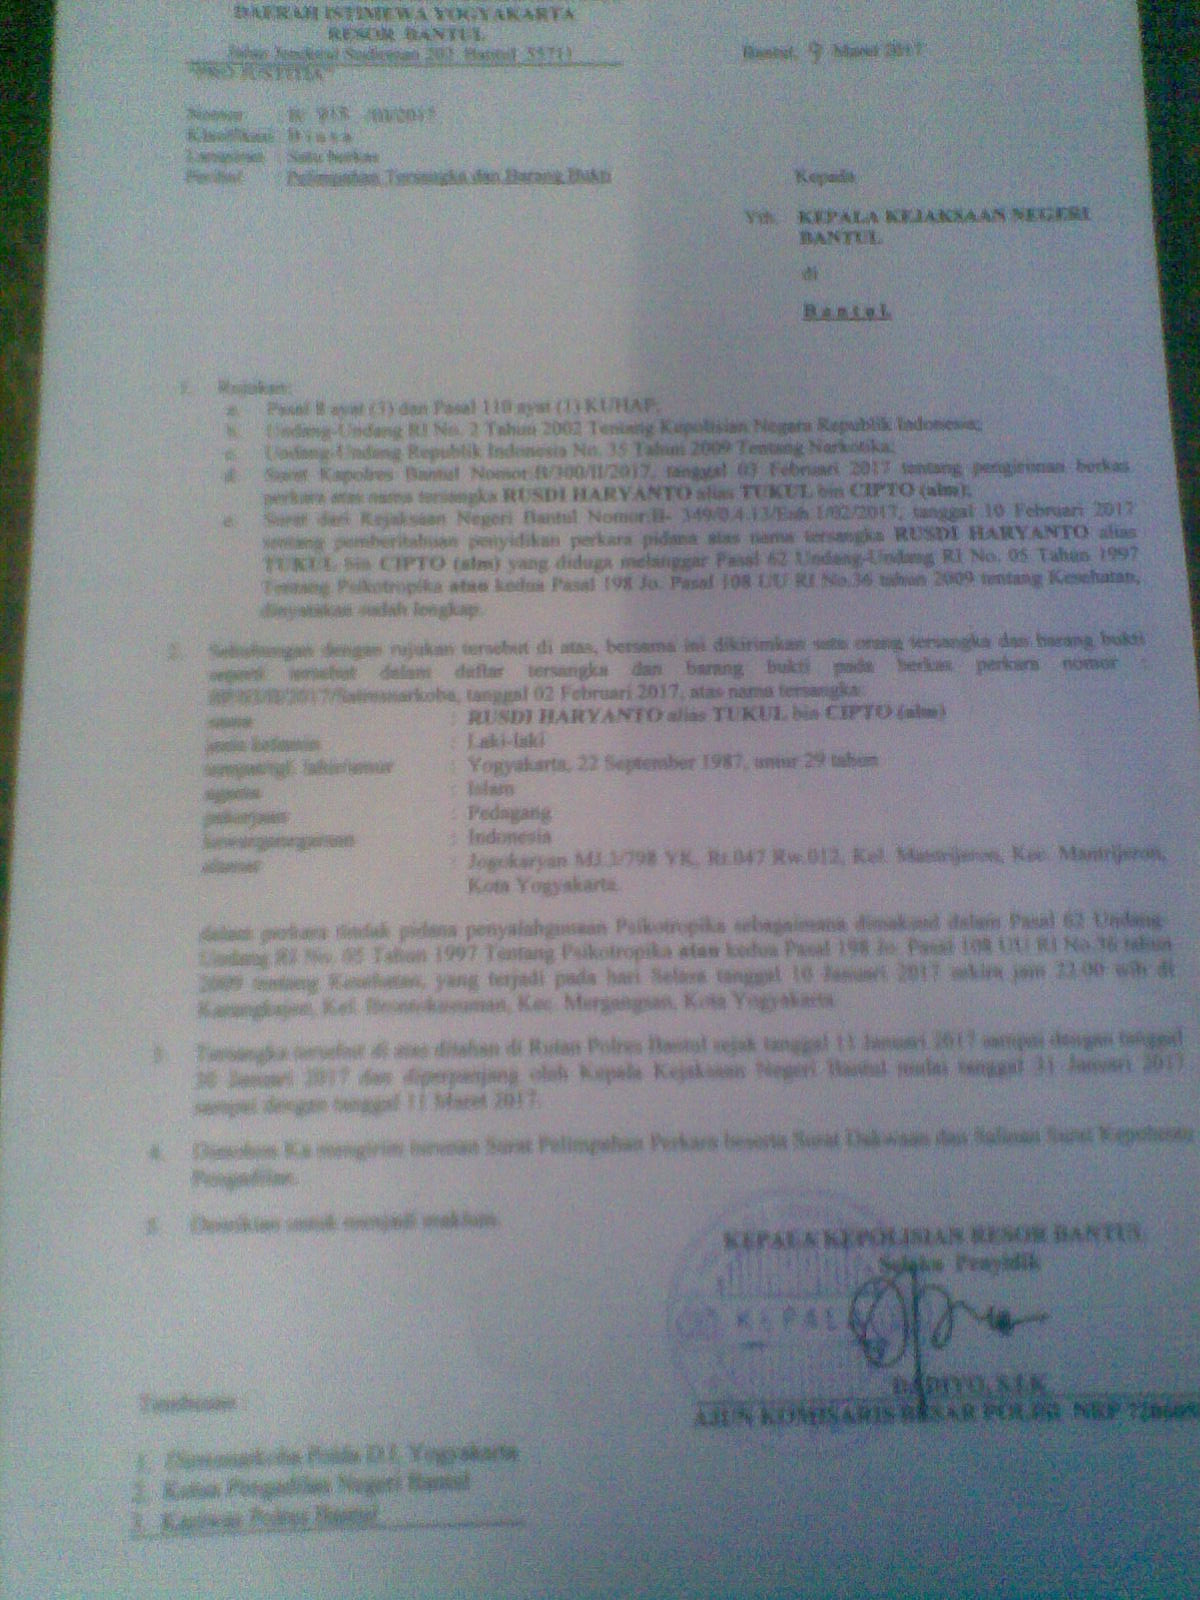 DAERAH ISTIMEWA YOGYAKARTA
RESOR BANTUL
Jalan Jenderal Sudirman 202 Bantul 55711
"PRO JUSTITIA"
Bantul, 9 Maret 2017
Nomor : B/ 918 /III/2017
Klasifikasi : B i a s a
Lampiran : Satu berkas
Perihal : Pelimpahan Tersangka dan Barang Bukti
Kepada
Yth. KEPALA KEJAKSAAN NEGERI
BANTUL
di
B a n t u l.
1. Rujukan:
a. Pasal 8 ayat (3) dan Pasal 110 ayat (1) KUHAP;
b. Undang-Undang RI No. 2 Tahun 2002 Tentang Kepolisian Negara Republik Indonesia;
c. Undang-Undang Republik Indonesia No. 35 Tahun 2009 Tentang Narkotika;
d. Surat Kapolres Bantul Nomor:B/300/II/2017, tanggal 03 Februari 2017 tentang pengiriman berkas
perkara atas nama tersangka RUSDI HARYANTO alias TUKUL bin CIPTO (alm);
e. Surat dari Kejaksaan Negeri Bantul Nomor:B- 349/0.4.13/Euh.1/02/2017, tanggal 10 Februari 2017
tentang pemberitahuan penyidikan perkara pidana atas nama tersangka RUSDI HARYANTO alias
TUKUL bin CIPTO (alm) yang diduga melanggar Pasal 62 Undang-Undang RI No. 05 Tahun 1997
Tentang Psikotropika atau kedua Pasal 198 Jo. Pasal 108 UU RI No.36 tahun 2009 tentang Kesehatan,
dinyatakan sudah lengkap.
2. Sehubungan dengan rujukan tersebut di atas, bersama ini dikirimkan satu orang tersangka dan barang bukti
seperti tersebut dalam daftar tersangka dan barang bukti pada berkas perkara nomor :
tanggal 02 Februari 2017, atas nama tersangka:
nama : RUSDI HARYANTO alias TUKUL bin CIPTO (alm)
jenis kelamin : Laki-laki
tempat/tgl. lahir/umur : Yogyakarta, 22 September 1987, umur 29 tahun
agama : Islam
pekerjaan : Pedagang
kewarganegaraan : Indonesia
alamat : Jogokaryan MJ.3/798 YK, Rt.047 Rw.012, Kel. Mantrijeron, Kec. Mantrijeron,
Kota Yogyakarta.
dalam perkara tindak pidana penyalahgunaan Psikotropika sebagaimana dimaksud dalam Pasal 62 Undang-
Undang RI No. 05 Tahun 1997 Tentang Psikotropika atau kedua Pasal 198 Jo. Pasal 108 UU RI No.36 tahun
2009 tentang Kesehatan, yang terjadi pada hari Selasa tanggal 10 Januari 2017 sekira jam 22.00 wib di
Karangkajen, Kel. Brontokusuman, Kec. Mergangsan, Kota Yogyakarta.
3. Tersangka tersebut di atas ditahan di Rutan Polres Bantul sejak tanggal 11 Januari 2017 sampai dengan tanggal
30 Januari 2017 dan diperpanjang oleh Kepala Kejaksaan Negeri Bantul mulai tanggal 31 Januari 2017
sampai dengan tanggal 11 Maret 2017.
4. Dimohon Ka mengirim turunan Surat Pelimpahan Perkara beserta Surat Dakwaan dan Salinan Surat Keputusan
Pengadilan.
5. Demikian untuk menjadi maklum.
KEPALA KEPOLISIAN RESOR BANTUL
Selaku Penyidik
KEPALA
DADIYO, S.I.K
AJUN KOMISARIS BESAR POLISI NRP
Tembusan :
1. Yogyakarta
2. Ketua Pengadilan Negeri Bantul
3. Polres Bantul